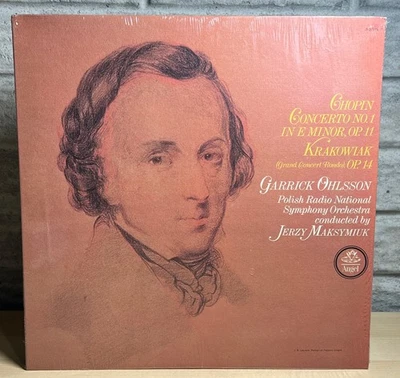 CHOPIN
CONCERTO NO. 1
IN E MINOR, OP. 11
KRAKOWIAK
(Grand Concert Rondo), OP. 14
GARRICK OHLSSON
Polish Radio National
Symphony Orchestra
conducted by
JERZY MAKSYMIUK
Angel